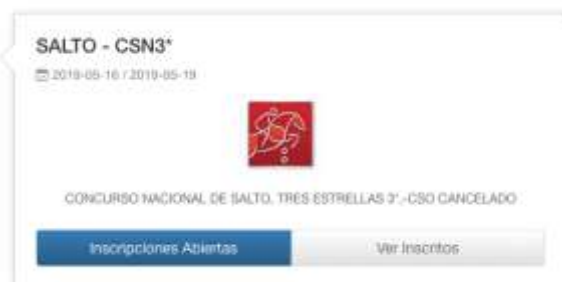 SALTO - CSN3*
2019-05-16 / 2019-05-19
CONCURSO NACIONAL DE SALTO. TRES ESTRELLAS 3*.-CSO CANCELADO
Inscripciones Abiertas
Ver Inscritos